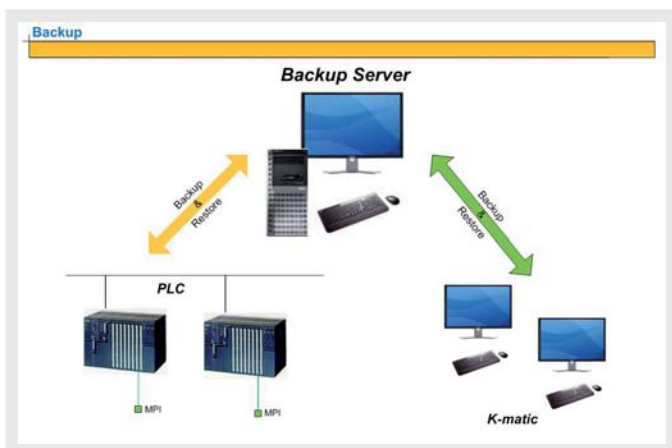 Backup
Backup Server
Backup
&
Restore
Backup
&
Restore
PLC
MPI
MPI
K-matic